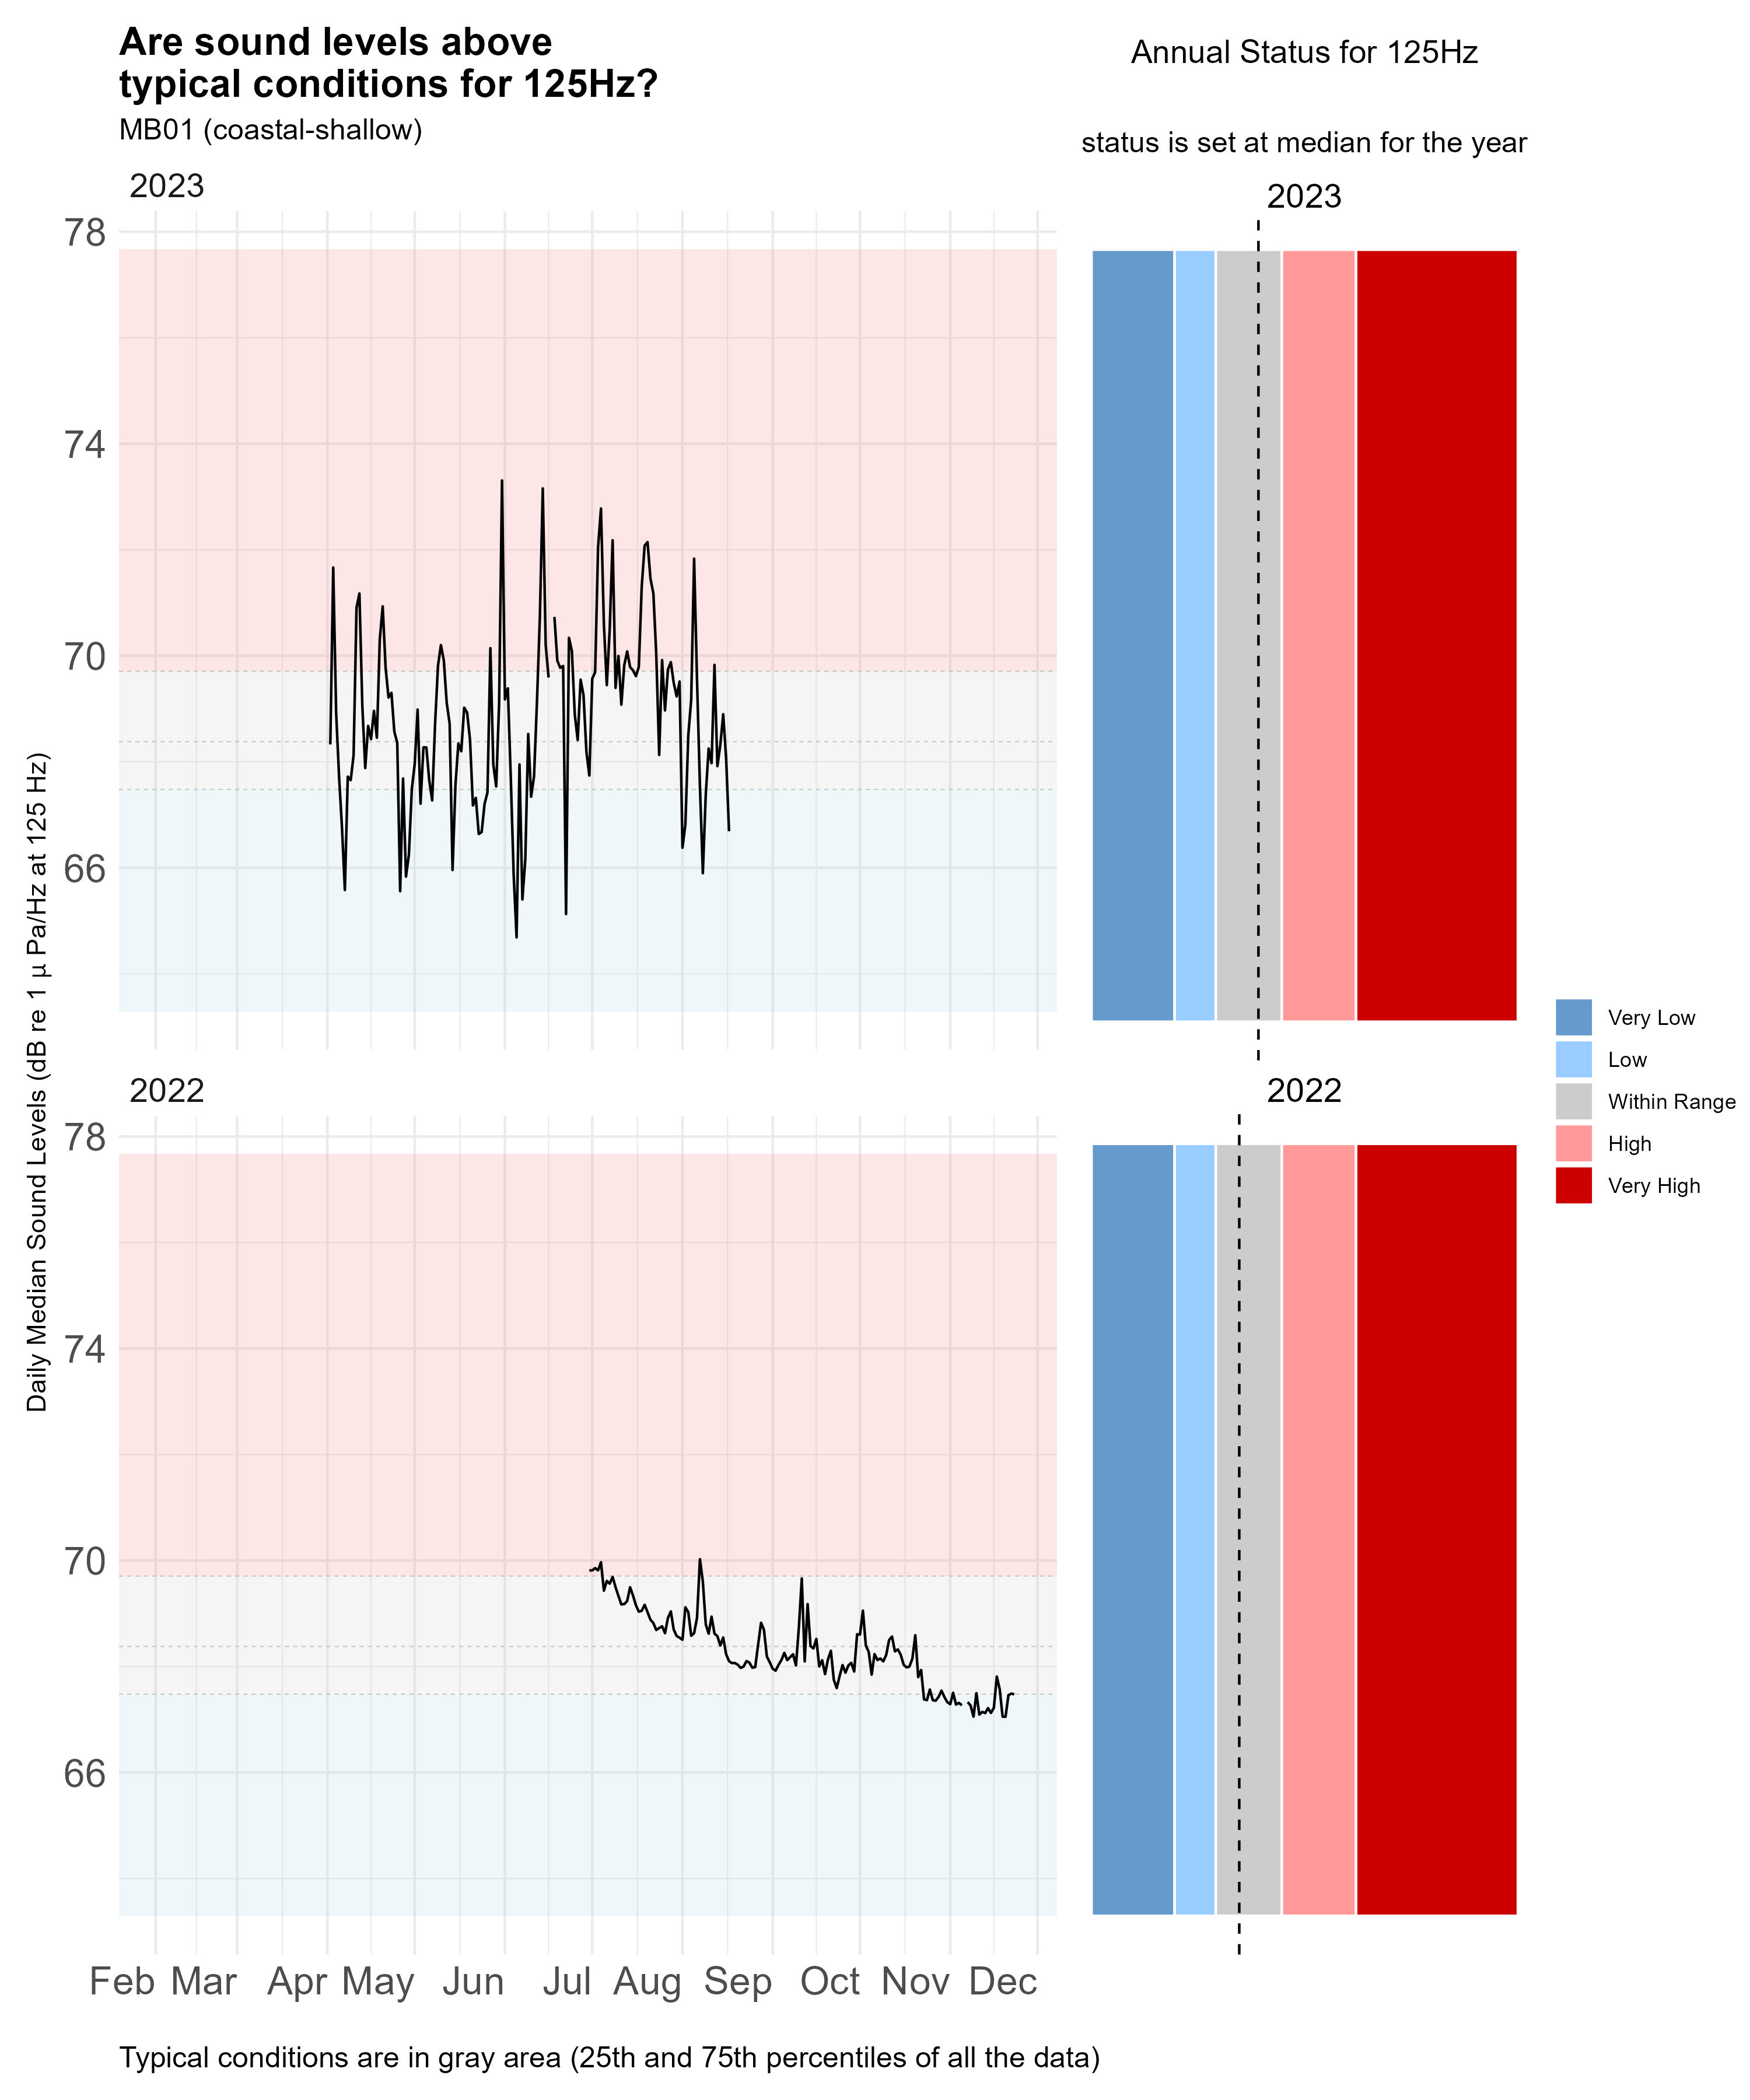 Are sound levels above
typical conditions for 125Hz?
MB01 (coastal-shallow)
Annual Status for 125Hz
status is set at median for the year
2023
78
74
70
66
2023
Daily Median Sound Levels (dB re 1 μ Pa/Hz at 125 Hz)
2022
78
74
70
66
2022
Very Low
Low
Within Range
High
Very High
Feb Mar Apr May Jun Jul Aug Sep Oct Nov Dec
Typical conditions are in gray area (25th and 75th percentiles of all the data)